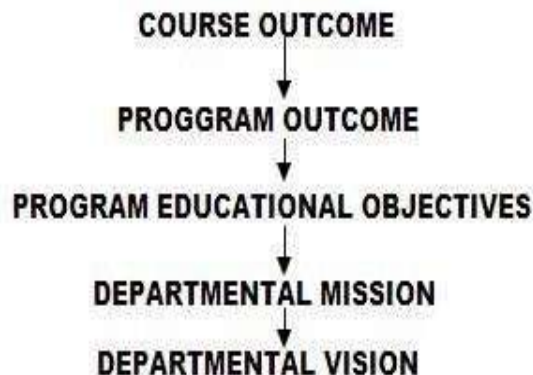 COURSE OUTCOME
PROGGRAM OUTCOME
PROGRAM EDUCATIONAL OBJECTIVES
DEPARTMENTAL MISSION
DEPARTMENTAL VISION